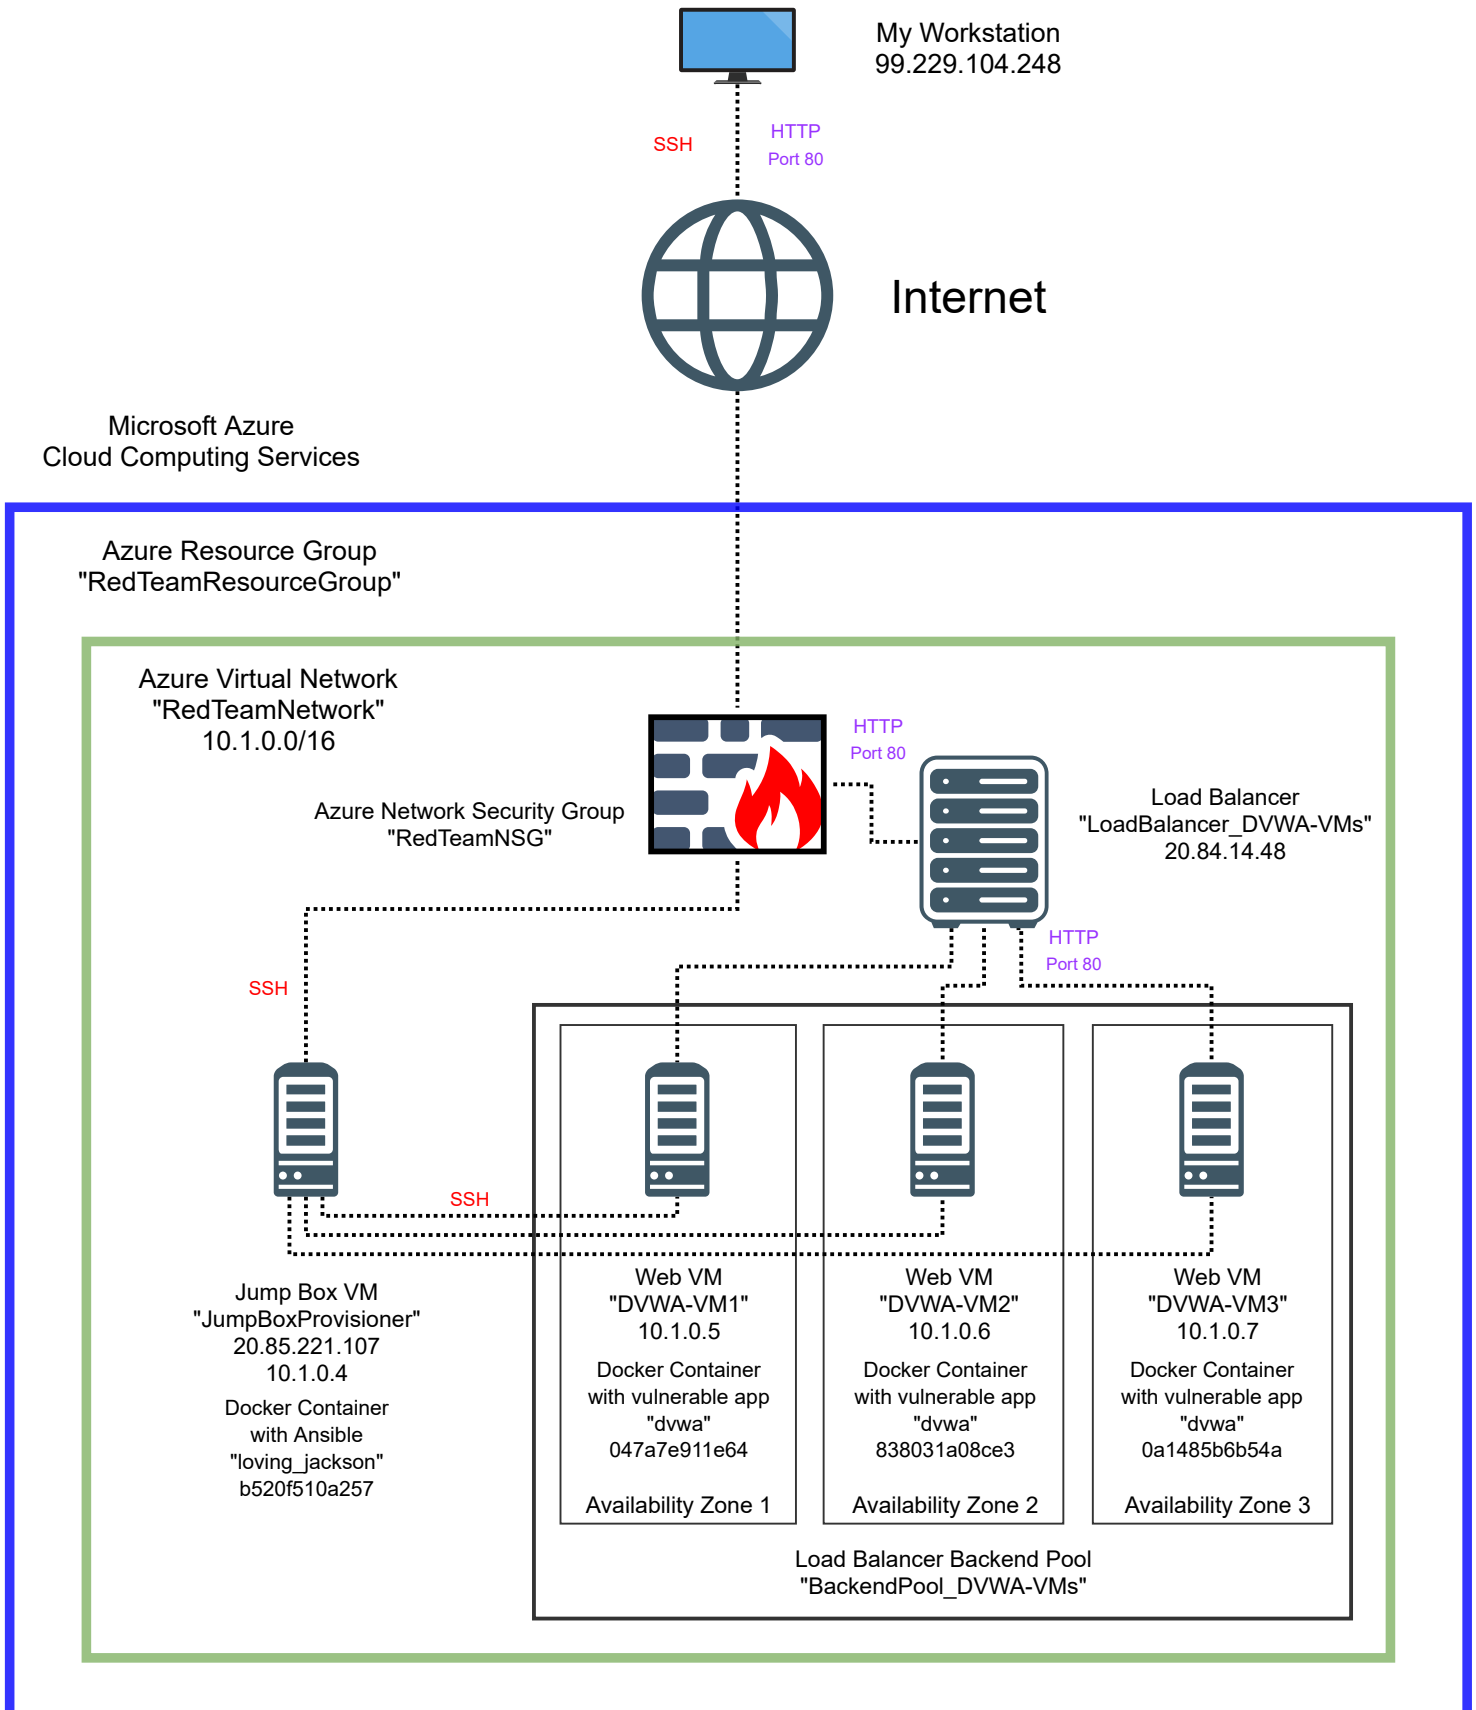 My Workstation
99.229.104.248
SSH
HTTP
Port 80
Internet
Microsoft Azure
Cloud Computing Services
Azure Resource Group
"RedTeamResourceGroup"
Azure Virtual Network
"RedTeamNetwork"
10.1.0.0/16
HTTP
Port 80
Azure Network Security Group
"RedTeamNSG"
Load Balancer
"LoadBalancer_DVWA-VMs"
20.84.14.48
HTTP
Port 80
SSH
SSH
Jump Box VM
"JumpBoxProvisioner"
20.85.221.107
10.1.0.4
Docker Container
with Ansible
"loving_jackson"
b520f510a257
Web VM
"DVWA-VM1"
10.1.0.5
Docker Container
with vulnerable app
"dvwa"
047a7e911e64
Availability Zone 1
Web VM
"DVWA-VM2"
10.1.0.6
Docker Container
with vulnerable app
"dvwa"
838031a08ce3
Availability Zone 2
Web VM
"DVWA-VM3"
10.1.0.7
Docker Container
with vulnerable app
"dvwa"
0a1485b6b54a
Availability Zone 3
Load Balancer Backend Pool
"BackendPool_DVWA-VMs"